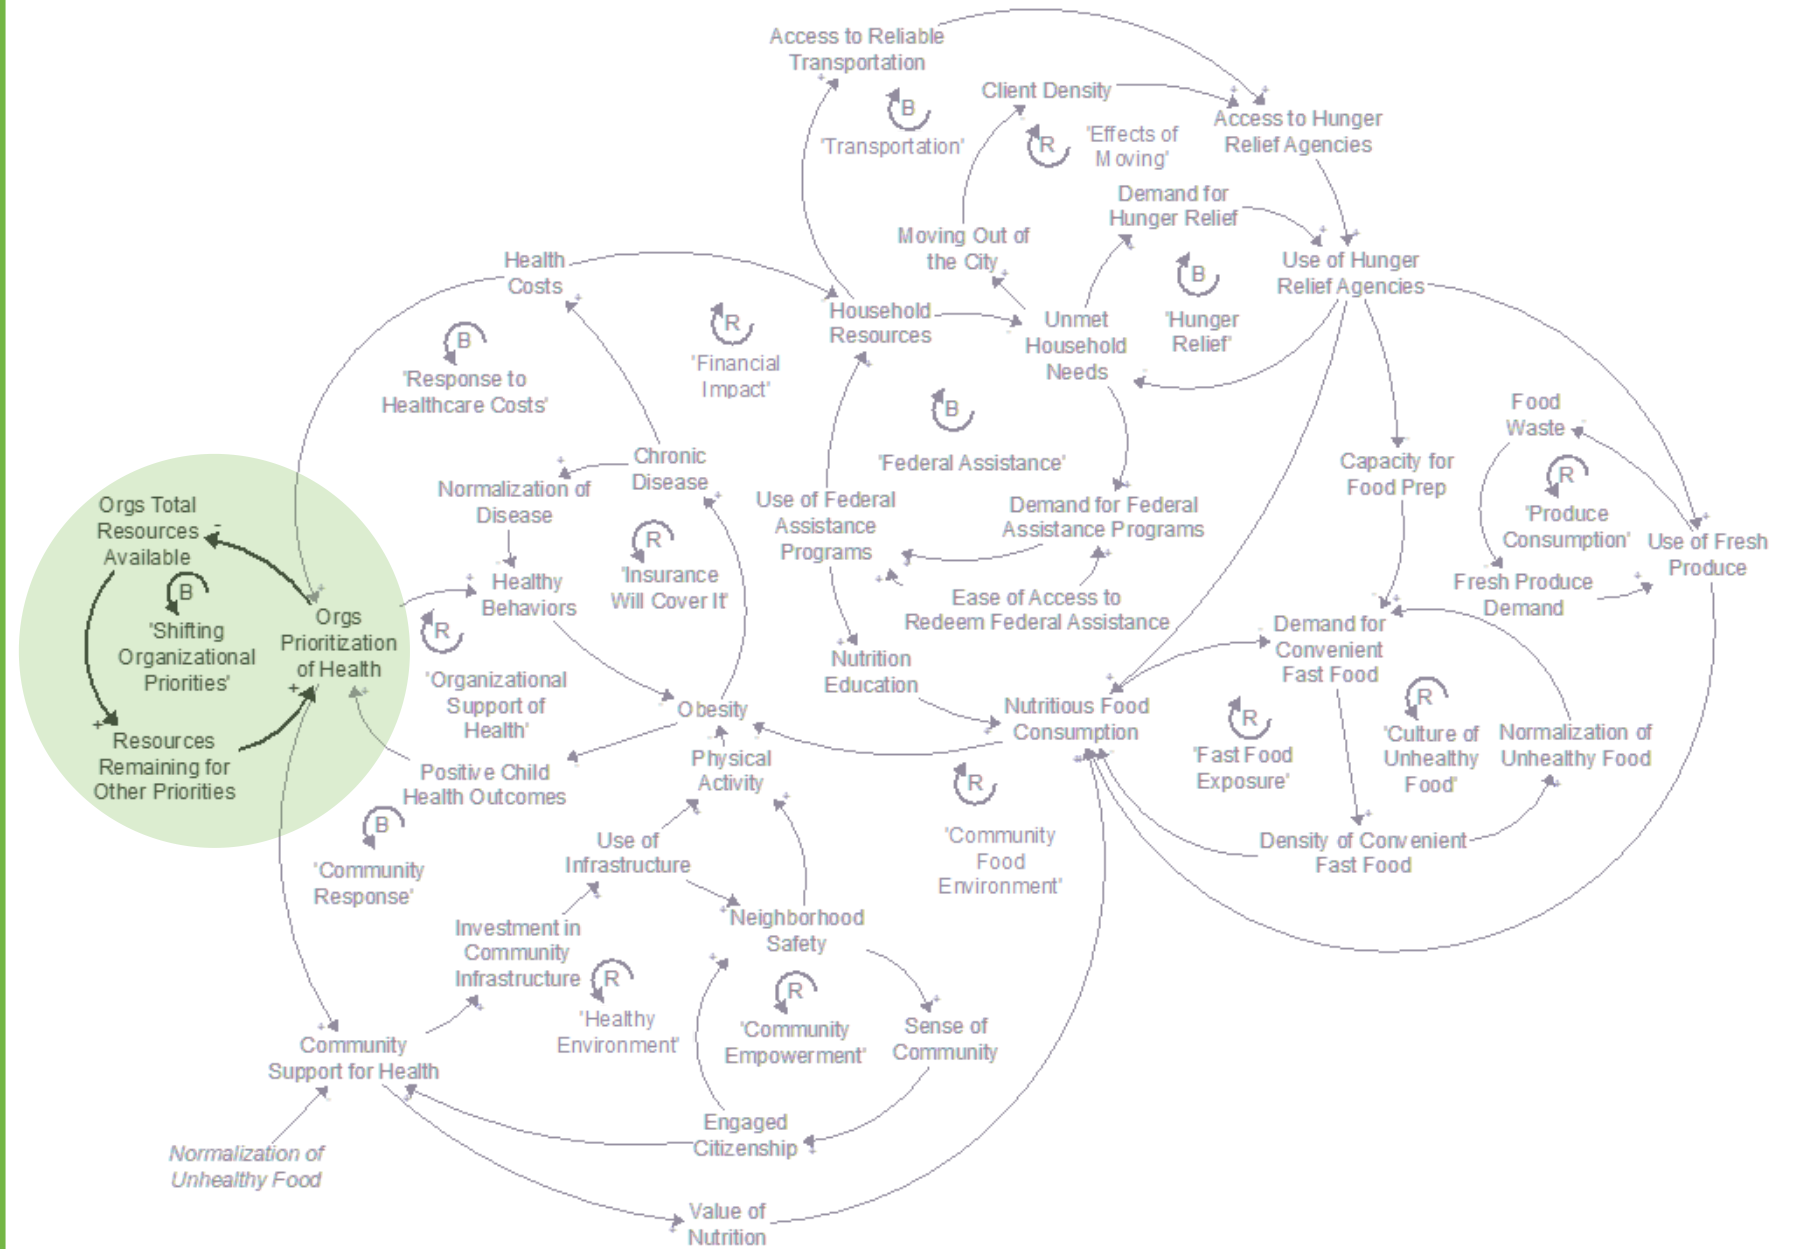 Access to Reliable
Transportation
B
'Transportation'
Client Density
R
'Effects of
Moving'
Access to Hunger
Relief Agencies
Demand for
Hunger Relief
Moving Out of
the City
B
'Hunger
Relief'
Use of Hunger
Relief Agencies
Health
Costs
B
'Response to
Healthcare Costs'
R
'Financial
Impact'
Household
Resources
Unmet
Household
Needs
B
'Federal Assistance'
Food
Waste
R
'Produce
Consumption'
Capacity for
Food Prep
Use of Fresh
Produce
Fresh Produce
Demand
Chronic
Disease
Normalization of
Disease
R
'Insurance
Will Cover It'
Healthy
Behaviors
Use of Federal
Assistance
Programs
Demand for Federal
Assistance Programs
Ease of Access to
Redeem Federal Assistance
Orgs Total
Resources
Available
-
B
'Shifting
Organizational
Priorities'
Orgs
Prioritization
of Health
+
+
Resources
Remaining for
Other Priorities
R
'Organizational
Support of
Health'
Nutrition
Education
Obesity
Nutritious Food
Consumption
Demand for
Convenient
Fast Food
R
'Fast Food
Exposure'
R
'Culture of
Unhealthy
Food'
Normalization of
Unhealthy Food
Density of Convenient
Fast Food
Positive Child
Health Outcomes
Physical
Activity
B
'Community
Response'
Use of
Infrastructure
R
'Community
Food
Environment'
Investment in
Community
Infrastructure
Neighborhood
Safety
R
'Healthy
Environment'
R
'Community
Empowerment'
Sense of
Community
Community
Support for Health
Engaged
Citizenship
Normalization of
Unhealthy Food
Value of
Nutrition